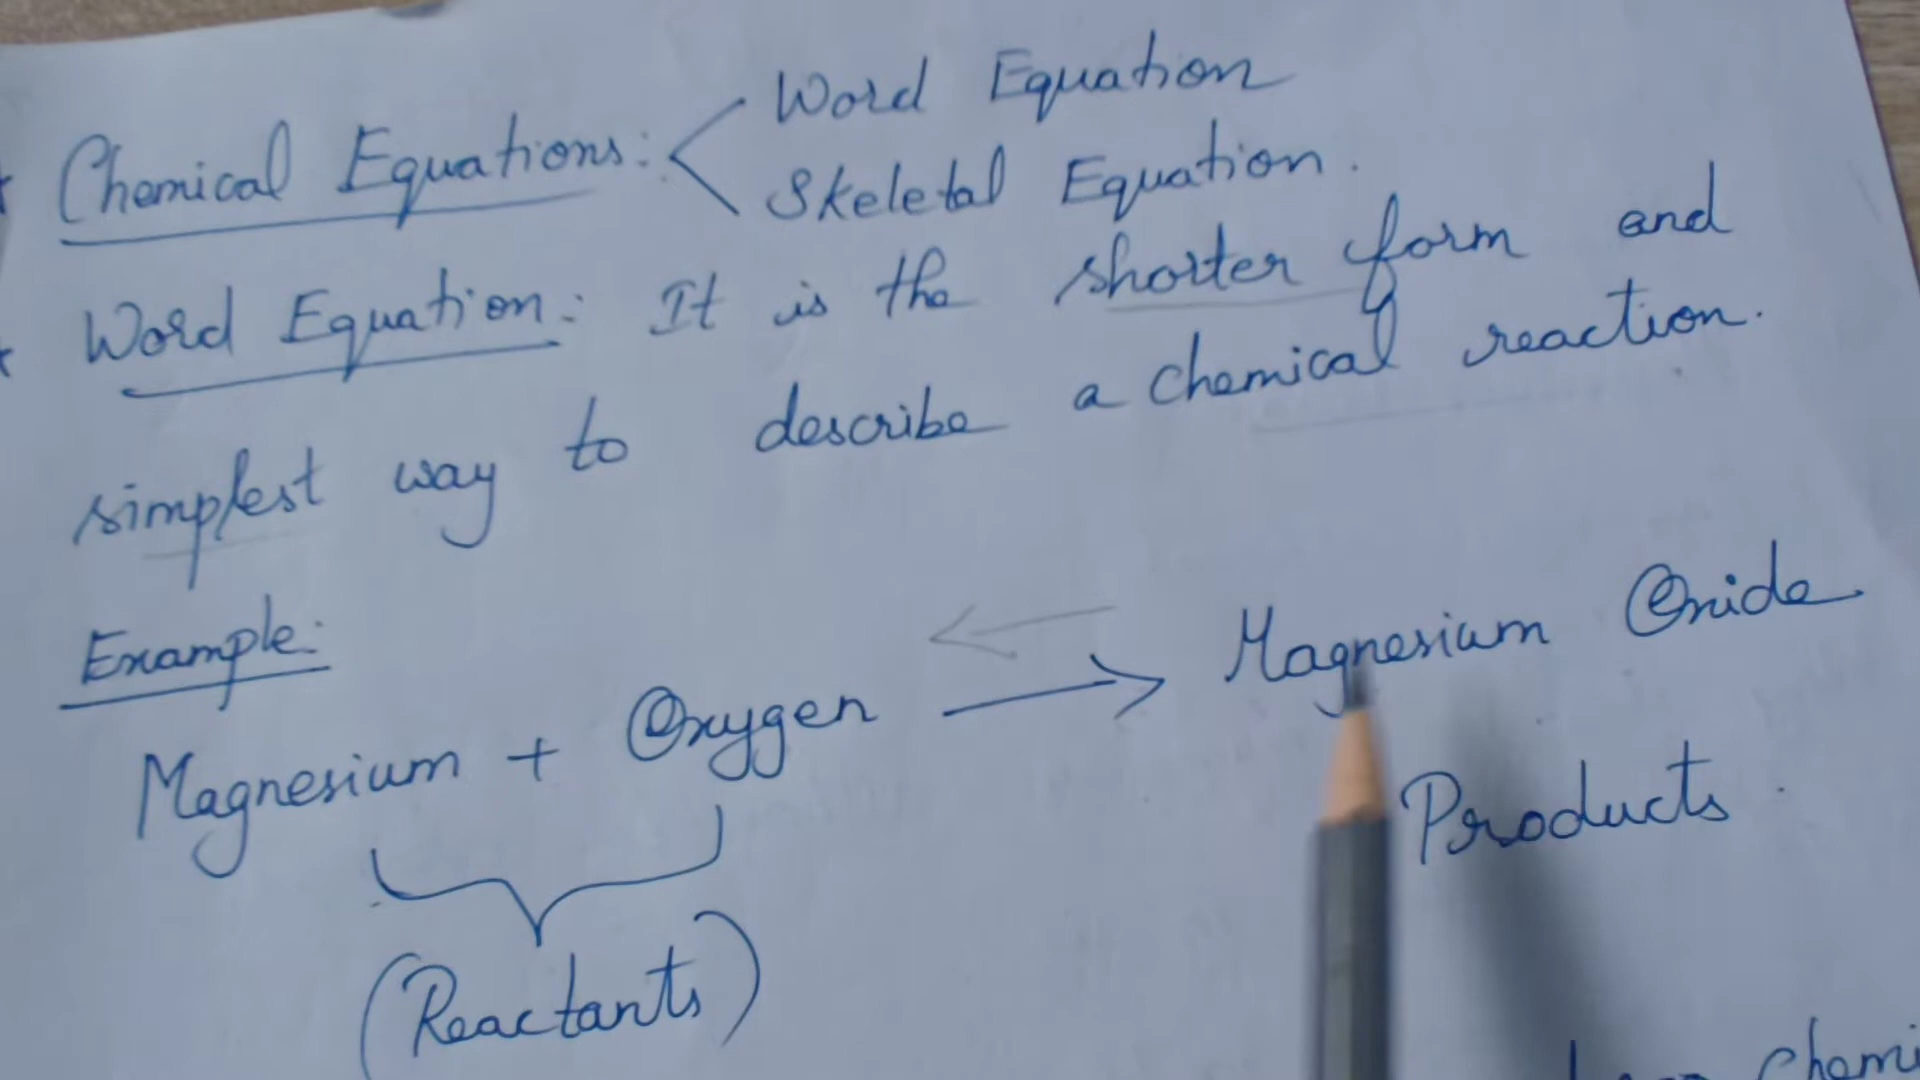 Chemical Equations: Word Equation
Skeletal Equation.
Word Equation: It is the shorter form and
simplest way to describe a chemical reaction.
Example:
Magnesium + Oxygen → Magnesium Oxide
Products
(Reactants)